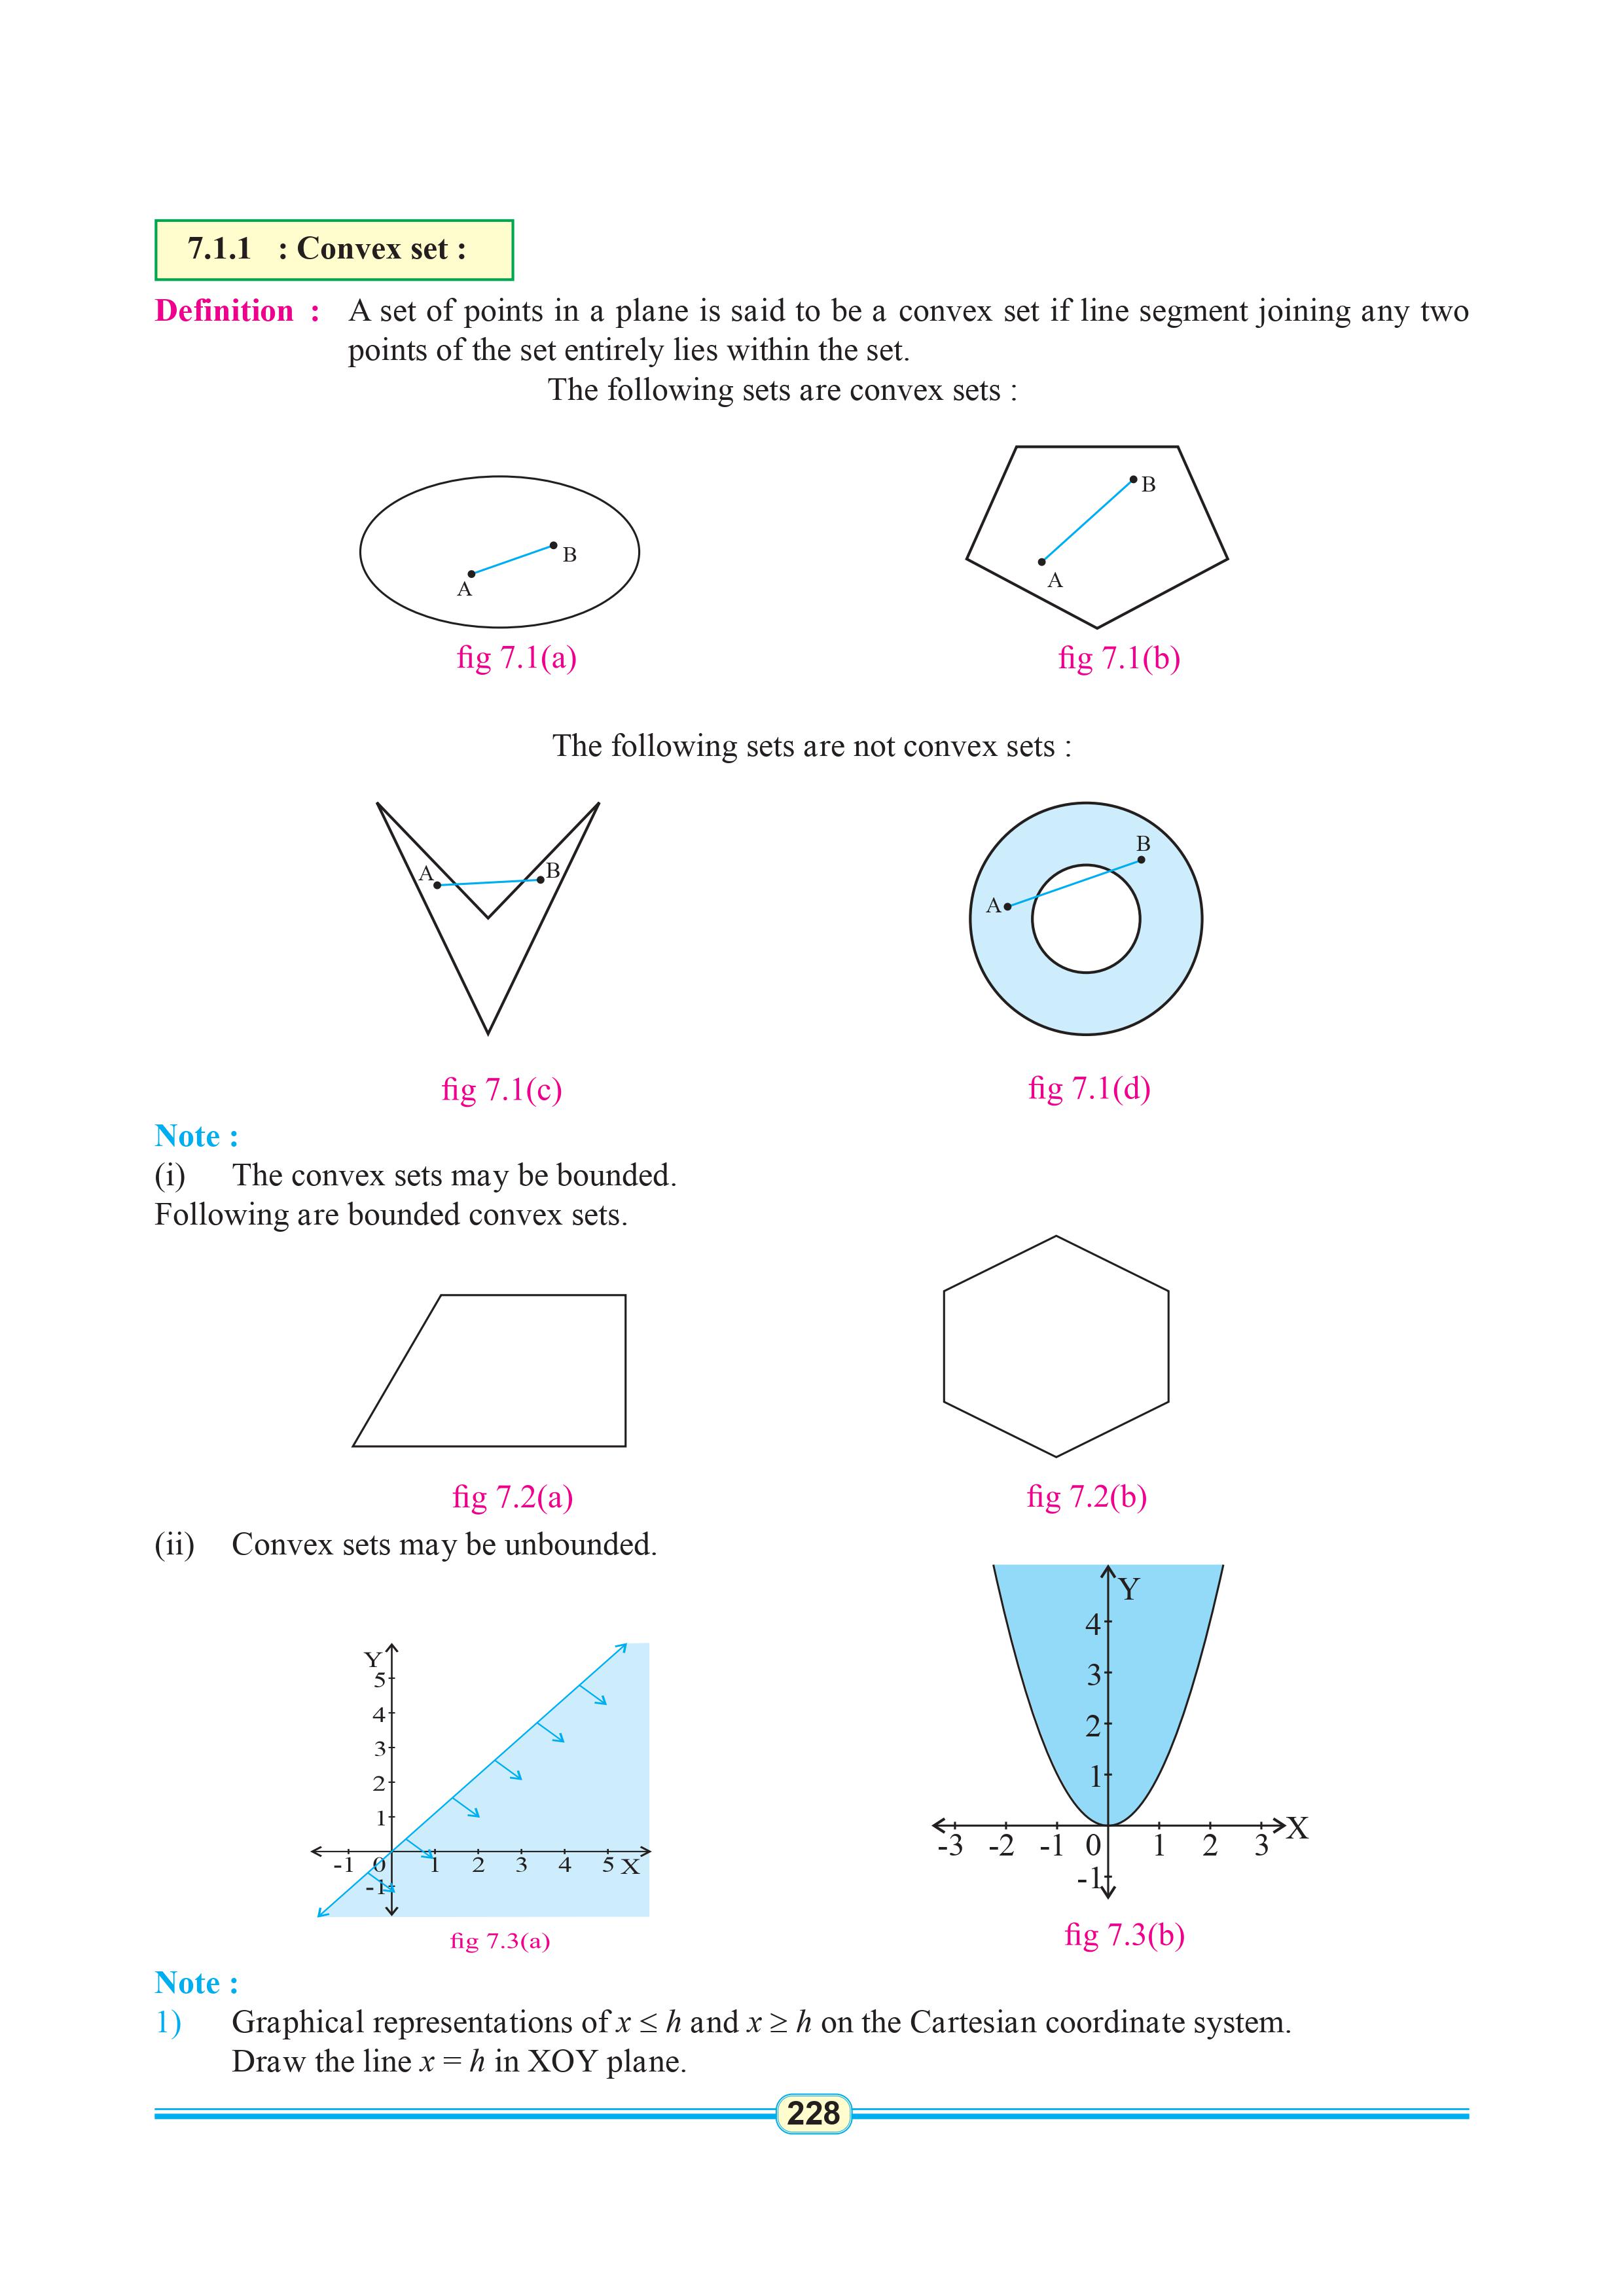 7.1.1 : Convex set :
Definition : A set of points in a plane is said to be a convex set if line segment joining any two
points of the set entirely lies within the set.
The following sets are convex sets :
B
A
B
A
fig 7.1(a)
fig 7.1(b)
The following sets are not convex sets :
A
B
A
B
fig 7.1(c)
fig 7.1(d)
Note :
(i) The convex sets may be bounded.
Following are bounded convex sets.
fig 7.2(a)
fig 7.2(b)
(ii) Convex sets may be unbounded.
Y
5
4
3
2
1
-1 0 1 2 3 4 5 X
-1
fig 7.3(a)
Y
4
3
2
1
X
-3 -2 -1 0 1 2 3
-1
fig 7.3(b)
Note :
1) Graphical representations of x ≤ h and x ≥ h on the Cartesian coordinate system.
Draw the line x = h in XOY plane.
228